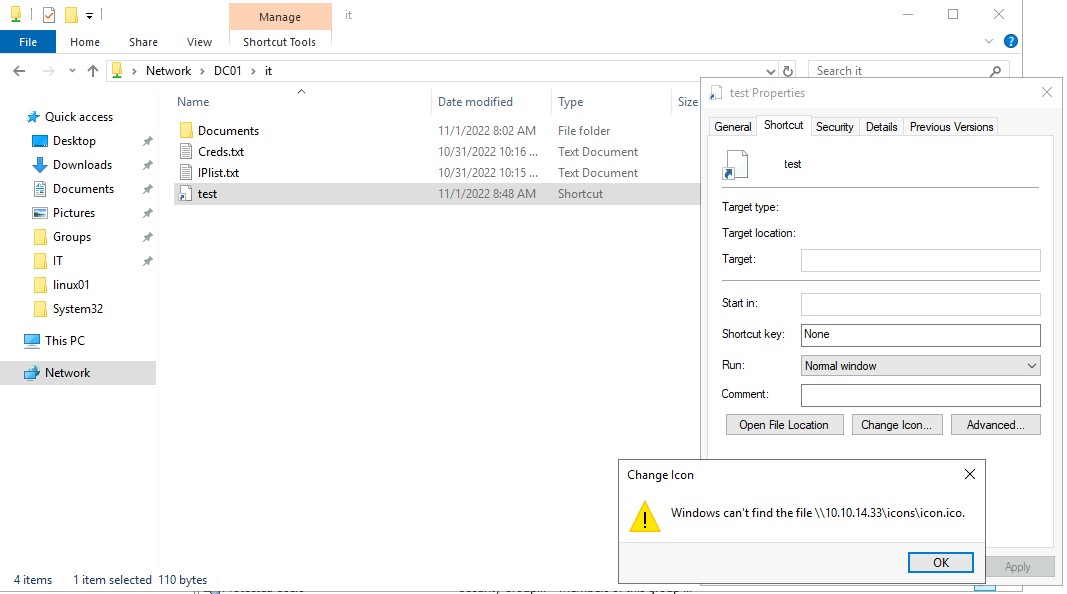 Manage
it
File
Home
Share
View
Shortcut Tools
?
Network
DC01
it
Search it
Quick access
Desktop
Downloads
Documents
Pictures
Groups
IT
linux01
System32
This PC
Network
Name
Date modified
Type
Size
Documents
11/1/2022 8:02 AM
File folder
Creds.txt
10/31/2022 10:16 ...
Text Document
IPlist.txt
10/31/2022 10:15 ...
Text Document
test
11/1/2022 8:48 AM
Shortcut
4 items
1 item selected 110 bytes
test Properties
General
Shortcut
Security
Details
Previous Versions
test
Target type:
Target location:
Target:
Start in:
Shortcut key:
None
Run:
Normal window
Comment:
Open File Location
Change Icon...
Advanced...
Change Icon
Windows can't find the file \\10.10.14.33\icons\icon.ico.
OK
Apply